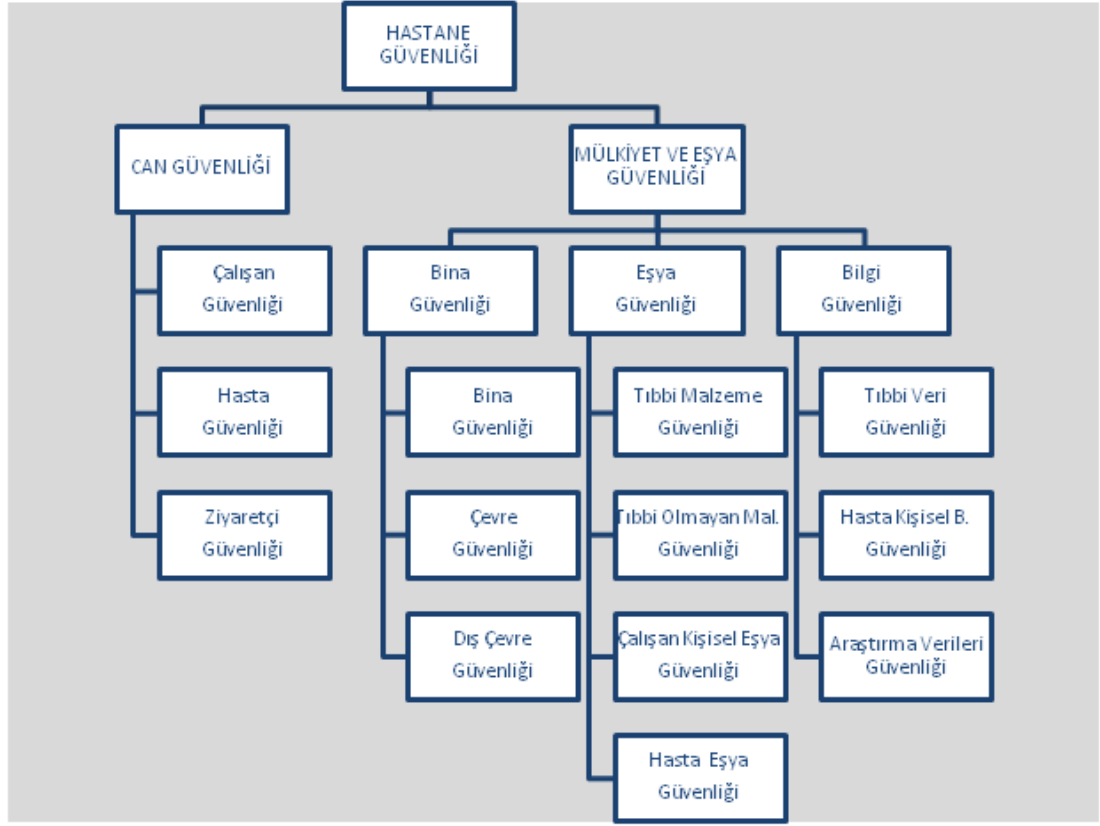 HASTANE
GÜVENLİĞİ
CAN GÜVENLİĞİ
MÜLKİYET VE EŞYA
GÜVENLİĞİ
Çalışan
Güvenliği
Hasta
Güvenliği
Ziyaretçi
Güvenliği
Bina
Güvenliği
Bina
Güvenliği
Çevre
Güvenliği
Dış Çevre
Güvenliği
Eşya
Güvenliği
Tıbbi Malzeme
Güvenliği
Tıbbi Olmayan Mal.
Güvenliği
Çalışan Kişisel Eşya
Güvenliği
Hasta Eşya
Güvenliği
Bilgi
Güvenliği
Tıbbi Veri
Güvenliği
Hasta Kişisel B.
Güvenliği
Araştırma Verileri
Güvenliği